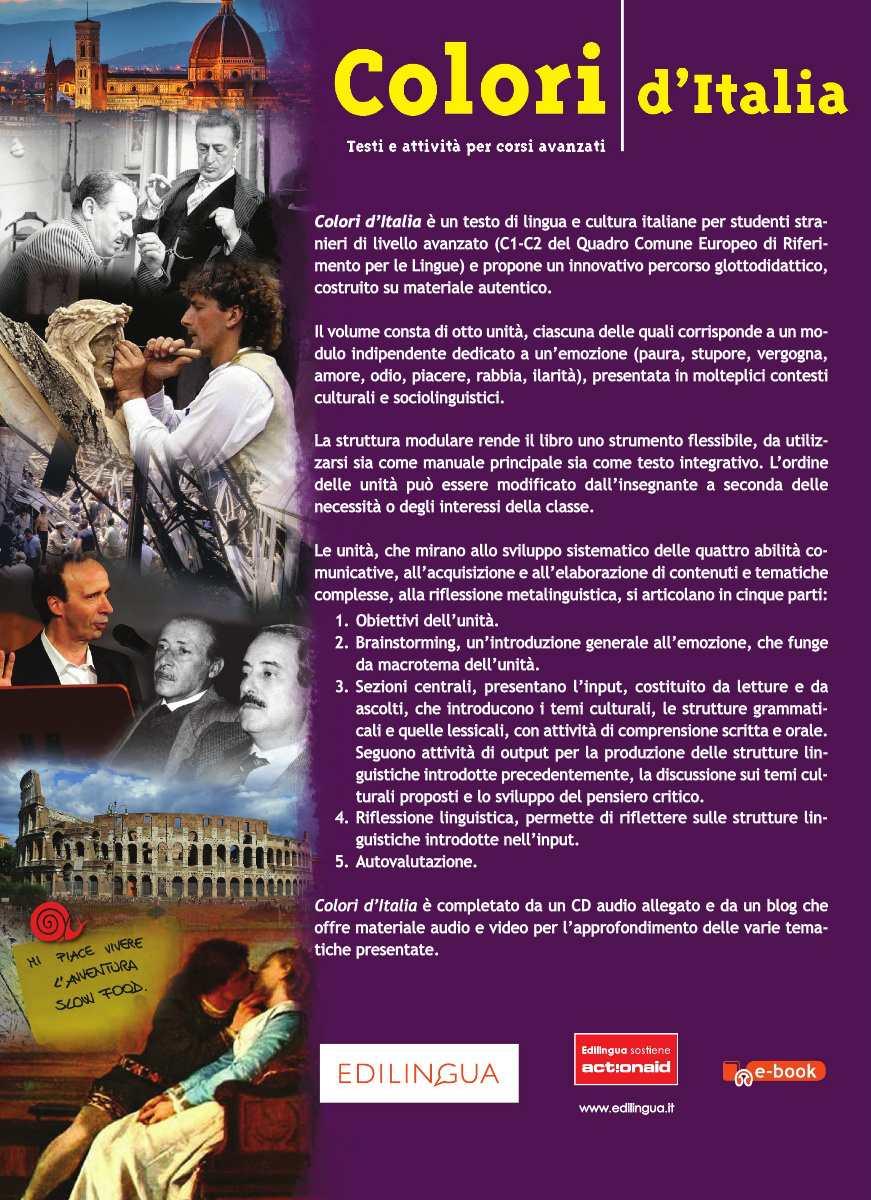 Colori d'Italia
Testi e attività per corsi avanzati
Colori d'Italia è un testo di lingua e cultura italiane per studenti stra-
nieri di livello avanzato (C1-C2 del Quadro Comune Europeo di Riferi-
mento per le Lingue) e propone un innovativo percorso glottodidattico,
costruito su materiale autentico.
Il volume consta di otto unità, ciascuna delle quali corrisponde a un mo-
dulo indipendente dedicato a un'emozione (paura, stupore, vergogna,
amore, odio, piacere, rabbia, ilarità), presentata in molteplici contesti
culturali e sociolinguistici.
La struttura modulare rende il libro uno strumento flessibile, da utiliz-
zarsi sia come manuale principale sia come testo integrativo. L'ordine
delle unità può essere modificato dall'insegnante a seconda delle
necessità o degli interessi della classe.
Le unità, che mirano allo sviluppo sistematico delle quattro abilità co-
municative, all'acquisizione e all'elaborazione di contenuti e tematiche
complesse, alla riflessione metalinguistica, si articolano in cinque parti:
1. Obiettivi dell'unità.
2. Brainstorming, un'introduzione generale all'emozione, che funge
da macrotema dell'unità.
3. Sezioni centrali, presentano l'input, costituito da letture e da
ascolti, che introducono i temi culturali, le strutture grammati-
cali e quelle lessicali, con attività di comprensione scritta e orale.
Seguono attività di output per la produzione delle strutture lin-
guistiche introdotte precedentemente, la discussione sui temi cul-
turali proposti e lo sviluppo del pensiero critico.
4. Riflessione linguistica, permette di riflettere sulle strutture lin-
guistiche introdotte nell'input.
5. Autovalutazione.
Colori d'Italia è completato da un CD audio allegato e da un blog che
offre materiale audio e video per l'approfondimento delle varie tema-
tiche presentate.
MI PIACE VIVERE
L'AVVENTURA
SLOW FOOD.
EDILINGUA
Edilingua sostiene
act!onaid
www.edilingua.it
e-book